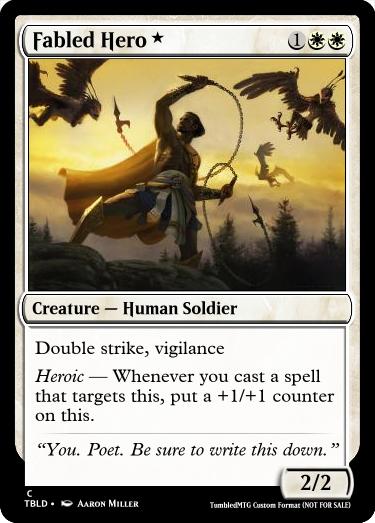 Fabled Hero ★ 1
Creature — Human Soldier
Double strike, vigilance
Heroic — Whenever you cast a spell
that targets this, put a +1/+1 counter
on this.
“You. Poet. Be sure to write this down.”
2/2
C
TBLD • Aaron Miller
TumbledMTG Custom Format (NOT FOR SALE)